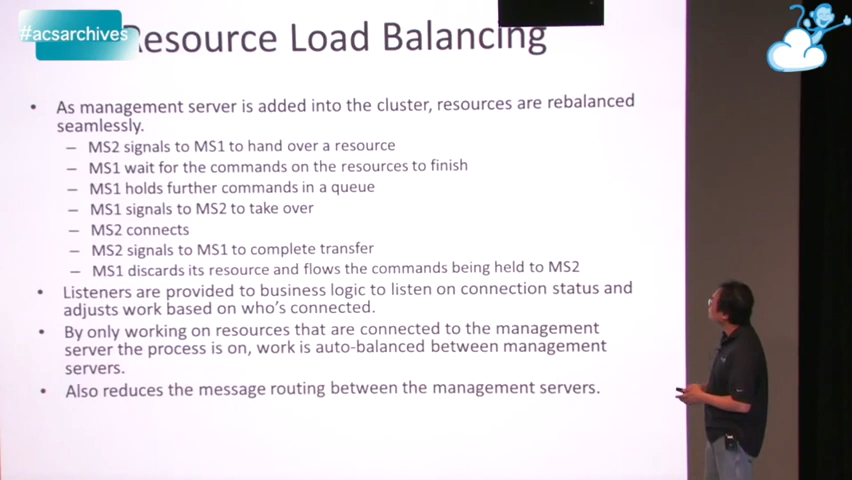 #acsarchives
Resource Load Balancing
• As management server is added into the cluster, resources are rebalanced
seamlessly.
– MS2 signals to MS1 to hand over a resource
– MS1 wait for the commands on the resources to finish
– MS1 holds further commands in a queue
– MS1 signals to MS2 to take over
– MS2 connects
– MS2 signals to MS1 to complete transfer
– MS1 discards its resource and flows the commands being held to MS2
• Listeners are provided to business logic to listen on connection status and
adjusts work based on who's connected.
• By only working on resources that are connected to the management
server the process is on, work is auto-balanced between management
servers.
• Also reduces the message routing between the management servers.